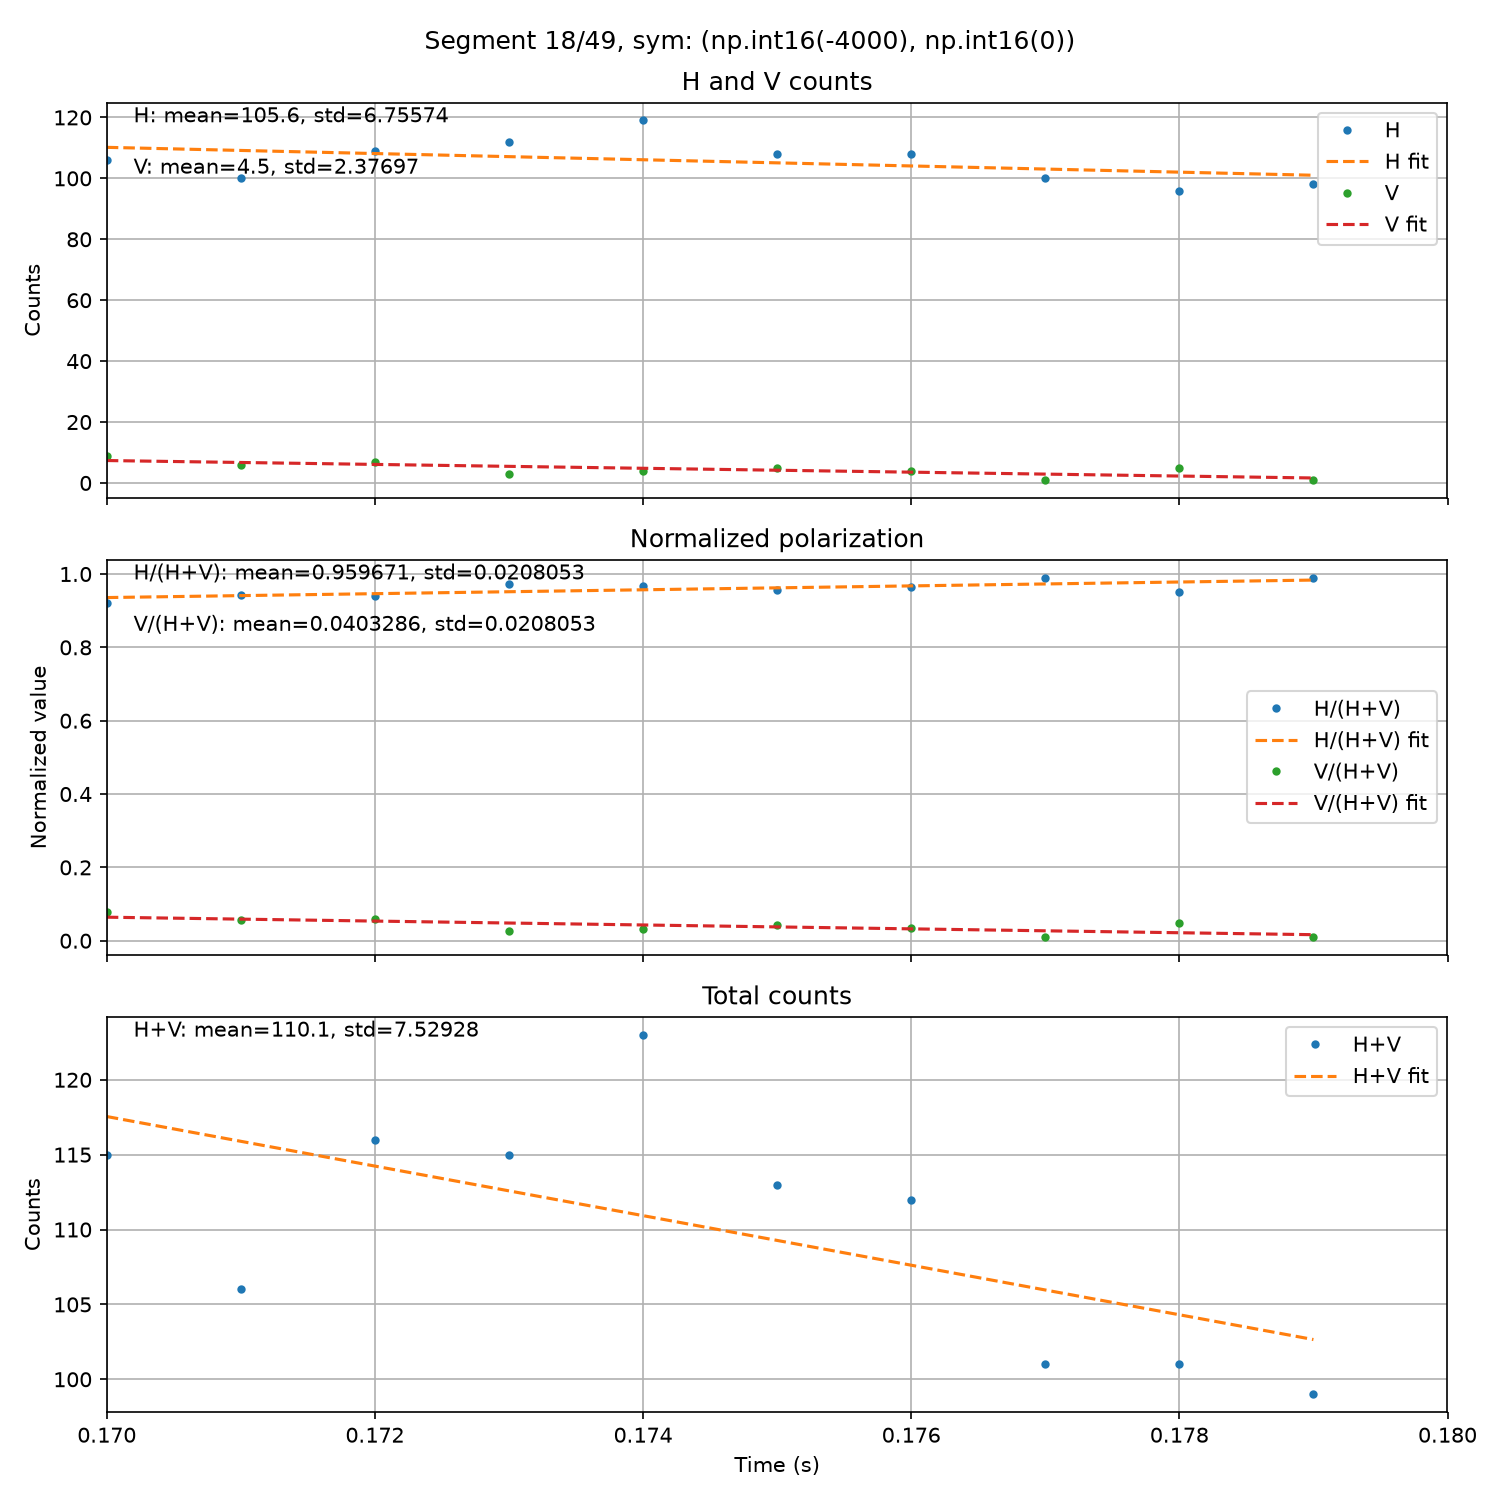 Segment 18/49, sym: (np.int16(-4000), np.int16(0))
H and V counts
H: mean=105.6, std=6.75574
V: mean=4.5, std=2.37697
H
H fit
V
V fit
120
100
80
60
40
20
0
Counts
Normalized polarization
H/(H+V): mean=0.959671, std=0.0208053
V/(H+V): mean=0.0403286, std=0.0208053
H/(H+V)
H/(H+V) fit
V/(H+V)
V/(H+V) fit
1.0
0.8
0.6
0.4
0.2
0.0
Normalized value
Total counts
H+V: mean=110.1, std=7.52928
H+V
H+V fit
120
115
110
105
100
Counts
0.170 0.172 0.174 0.176 0.178 0.180
Time (s)